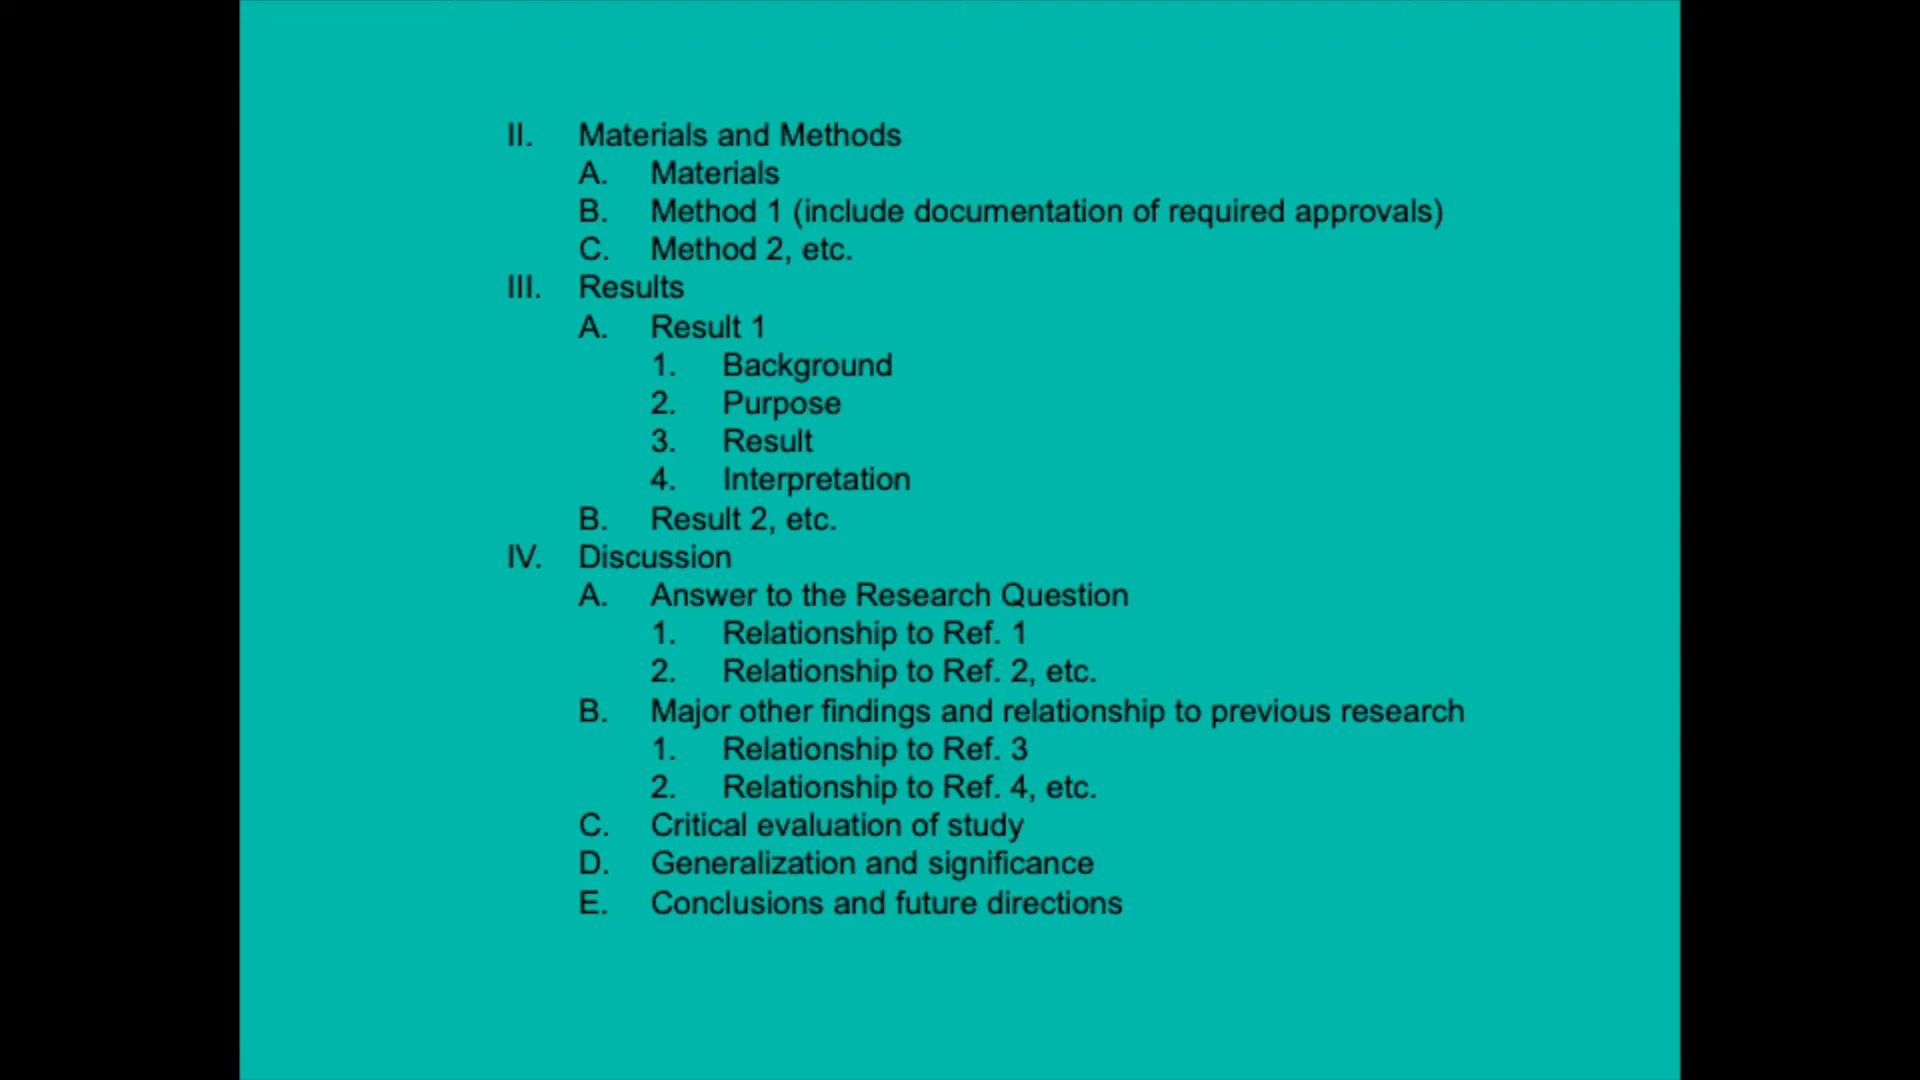 II. Materials and Methods
A. Materials
B. Method 1 (include documentation of required approvals)
C. Method 2, etc.
III. Results
A. Result 1
1. Background
2. Purpose
3. Result
4. Interpretation
B. Result 2, etc.
IV. Discussion
A. Answer to the Research Question
1. Relationship to Ref. 1
2. Relationship to Ref. 2, etc.
B. Major other findings and relationship to previous research
1. Relationship to Ref. 3
2. Relationship to Ref. 4, etc.
C. Critical evaluation of study
D. Generalization and significance
E. Conclusions and future directions